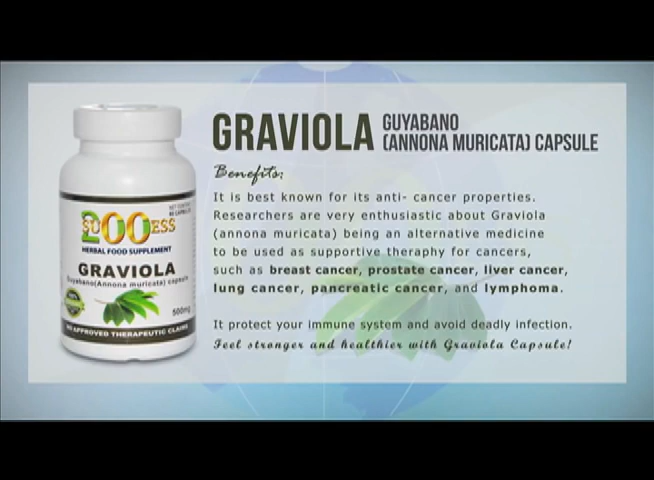 GRAVIOLA GUYABANO
(ANNONA MURICATA) CAPSULE
Benefits;
It is best known for its anti- cancer properties.
Researchers are very enthusiastic about Graviola
(annona muricata) being an alternative medicine
to be used as supportive theraphy for cancers,
such as breast cancer, prostate cancer, liver cancer,
lung cancer, pancreatic cancer, and lymphoma.
It protect your immune system and avoid deadly infection.
Feel stronger and healthier with Graviola Capsule!
SU200ESS
HERBAL FOOD SUPPLEMENT
GRAVIOLA
Guyabano(Annona muricata) capsule
500mg
NO APPROVED THERAPEUTIC CLAIMS